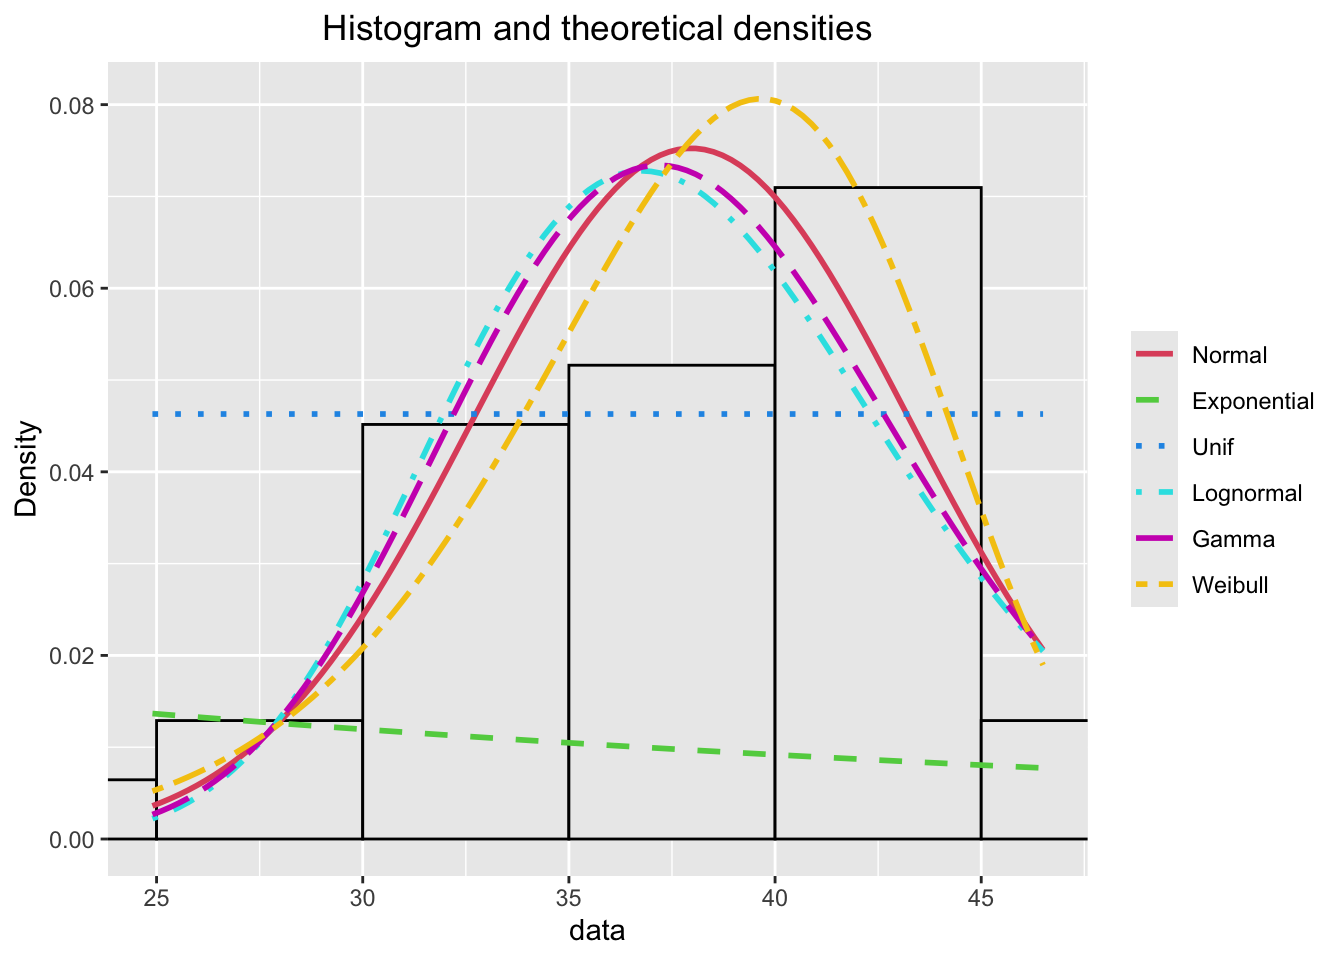 Histogram and theoretical densities
0.08
0.06
0.04
0.02
0.00
Density
25 30 35 40 45
data
Normal
Exponential
Unif
Lognormal
Gamma
Weibull